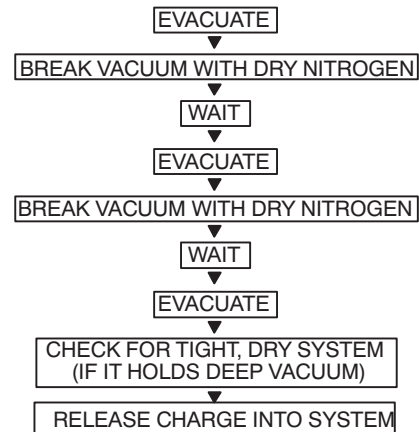 EVACUATE
BREAK VACUUM WITH DRY NITROGEN
WAIT
EVACUATE
BREAK VACUUM WITH DRY NITROGEN
WAIT
EVACUATE
CHECK FOR TIGHT, DRY SYSTEM
(IF IT HOLDS DEEP VACUUM)
RELEASE CHARGE INTO SYSTEM